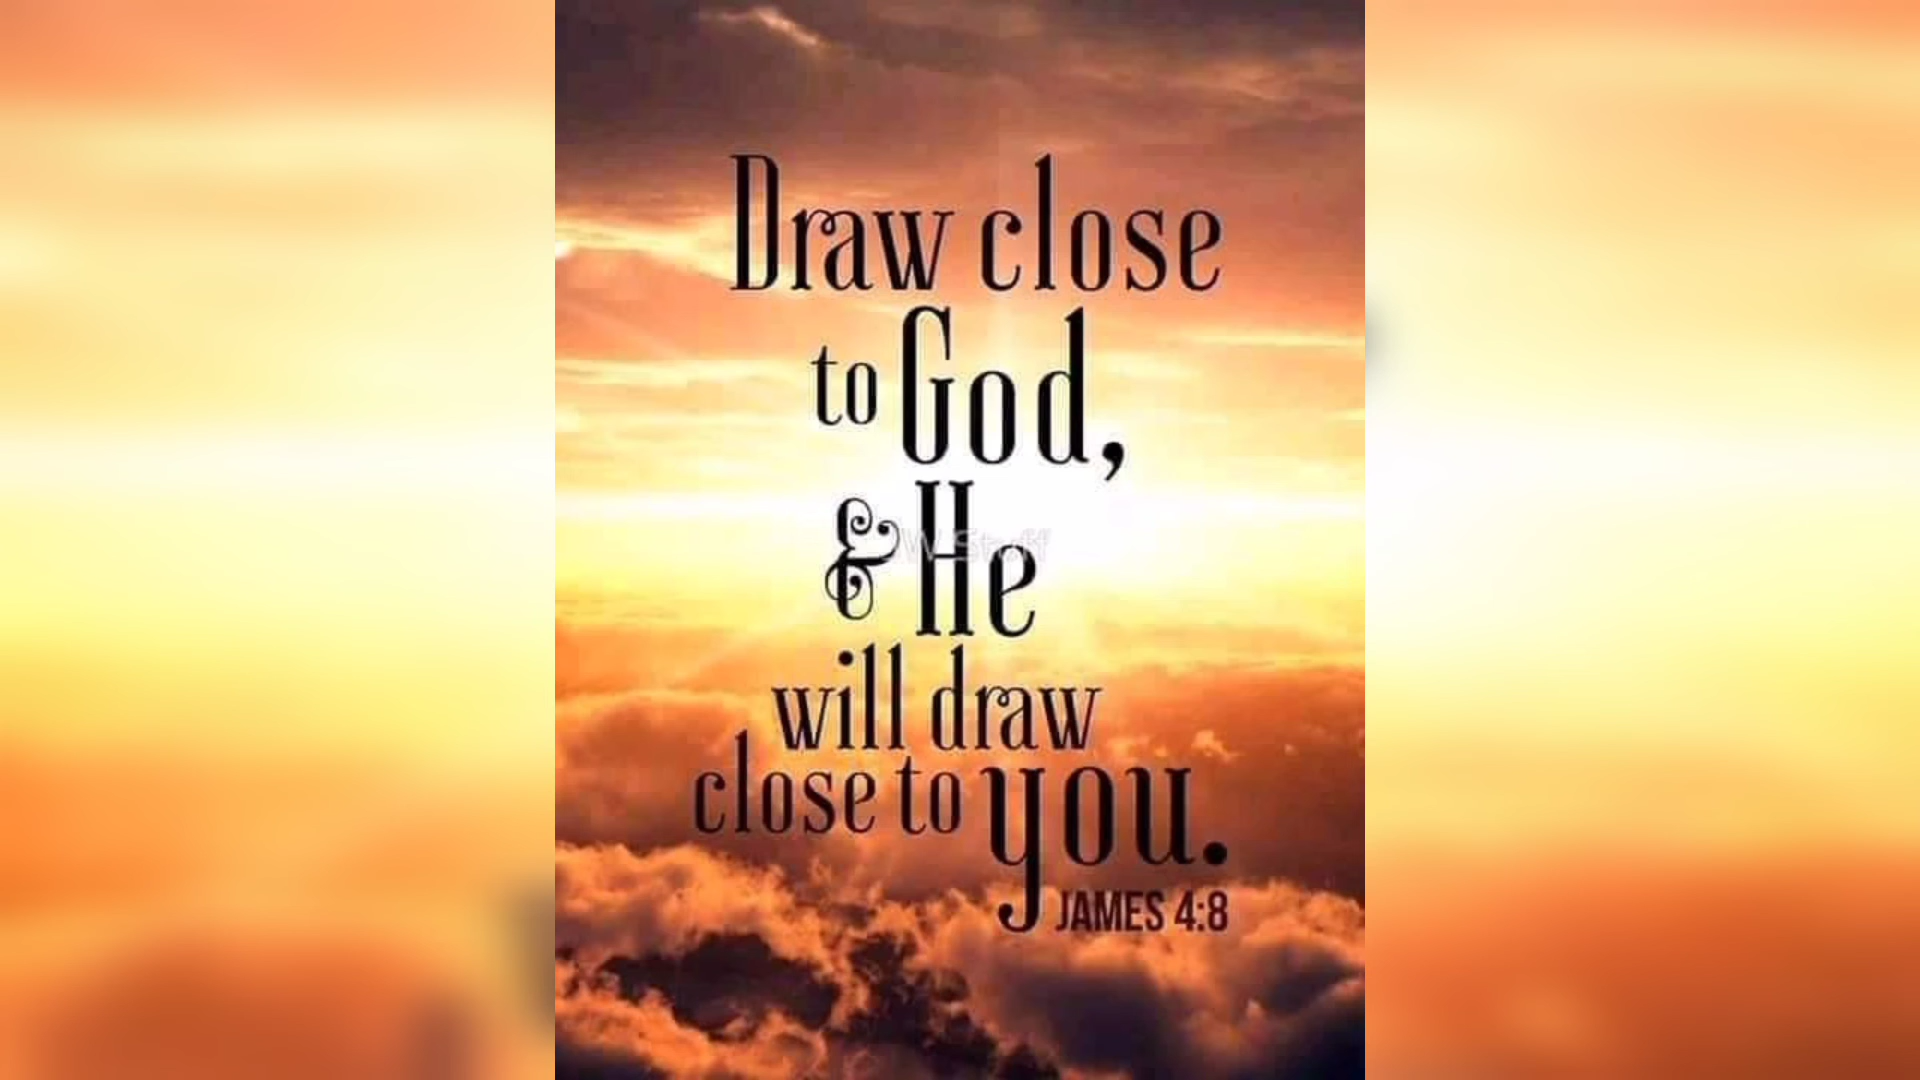 Draw close
to God,
& He
will draw
close to you.
JAMES 4:8